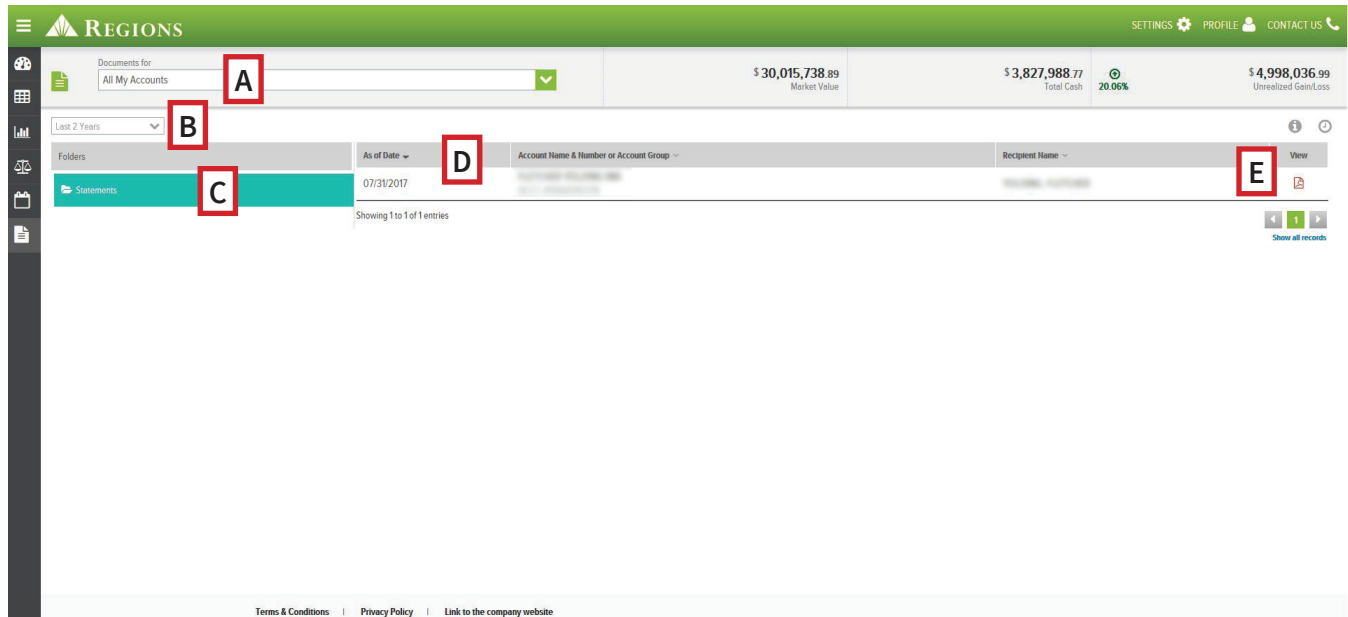 REGIONS
SETTINGS PROFILE CONTACT US
Documents for
All My Accounts
A
$ 30,015,738.89
Market Value
$ 3,827,988.77
Total Cash
20.06%
$ 4,998,036.99
Unrealized Gain/Loss
Last 2 Years
B
Folders
As of Date
D
Account Name & Number or Account Group
Recipient Name
E
View
Statements
C
07/31/2017
Showing 1 to 1 of 1 entries
1
Show all records
Terms & Conditions | Privacy Policy | Link to the company website